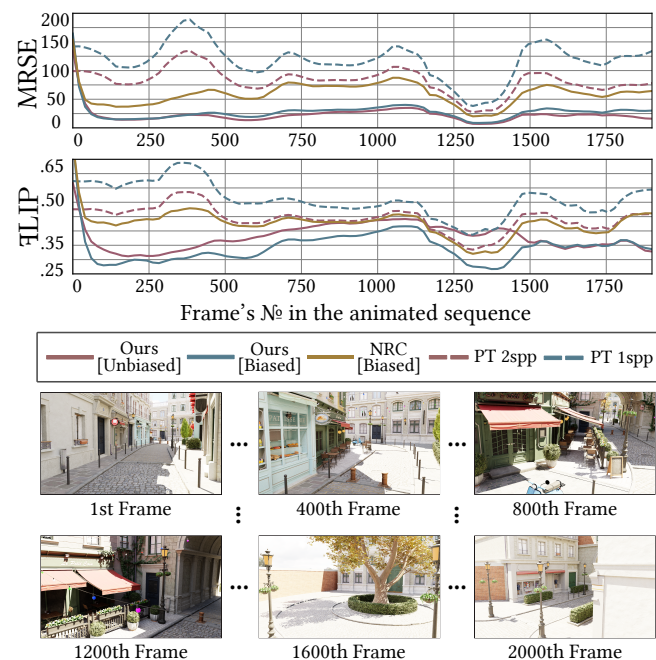 MRSE
200
150
100
50
0
0 250 500 750 1000 1250 1500 1750
ꟻLIP
.65
.50
.35
.25
0 250 500 750 1000 1250 1500 1750
Frame's № in the animated sequence
Ours [Unbiased] Ours [Biased] NRC [Biased] PT 2spp PT 1spp
1st Frame ... 400th Frame ... 800th Frame
1200th Frame ... 1600th Frame ... 2000th Frame